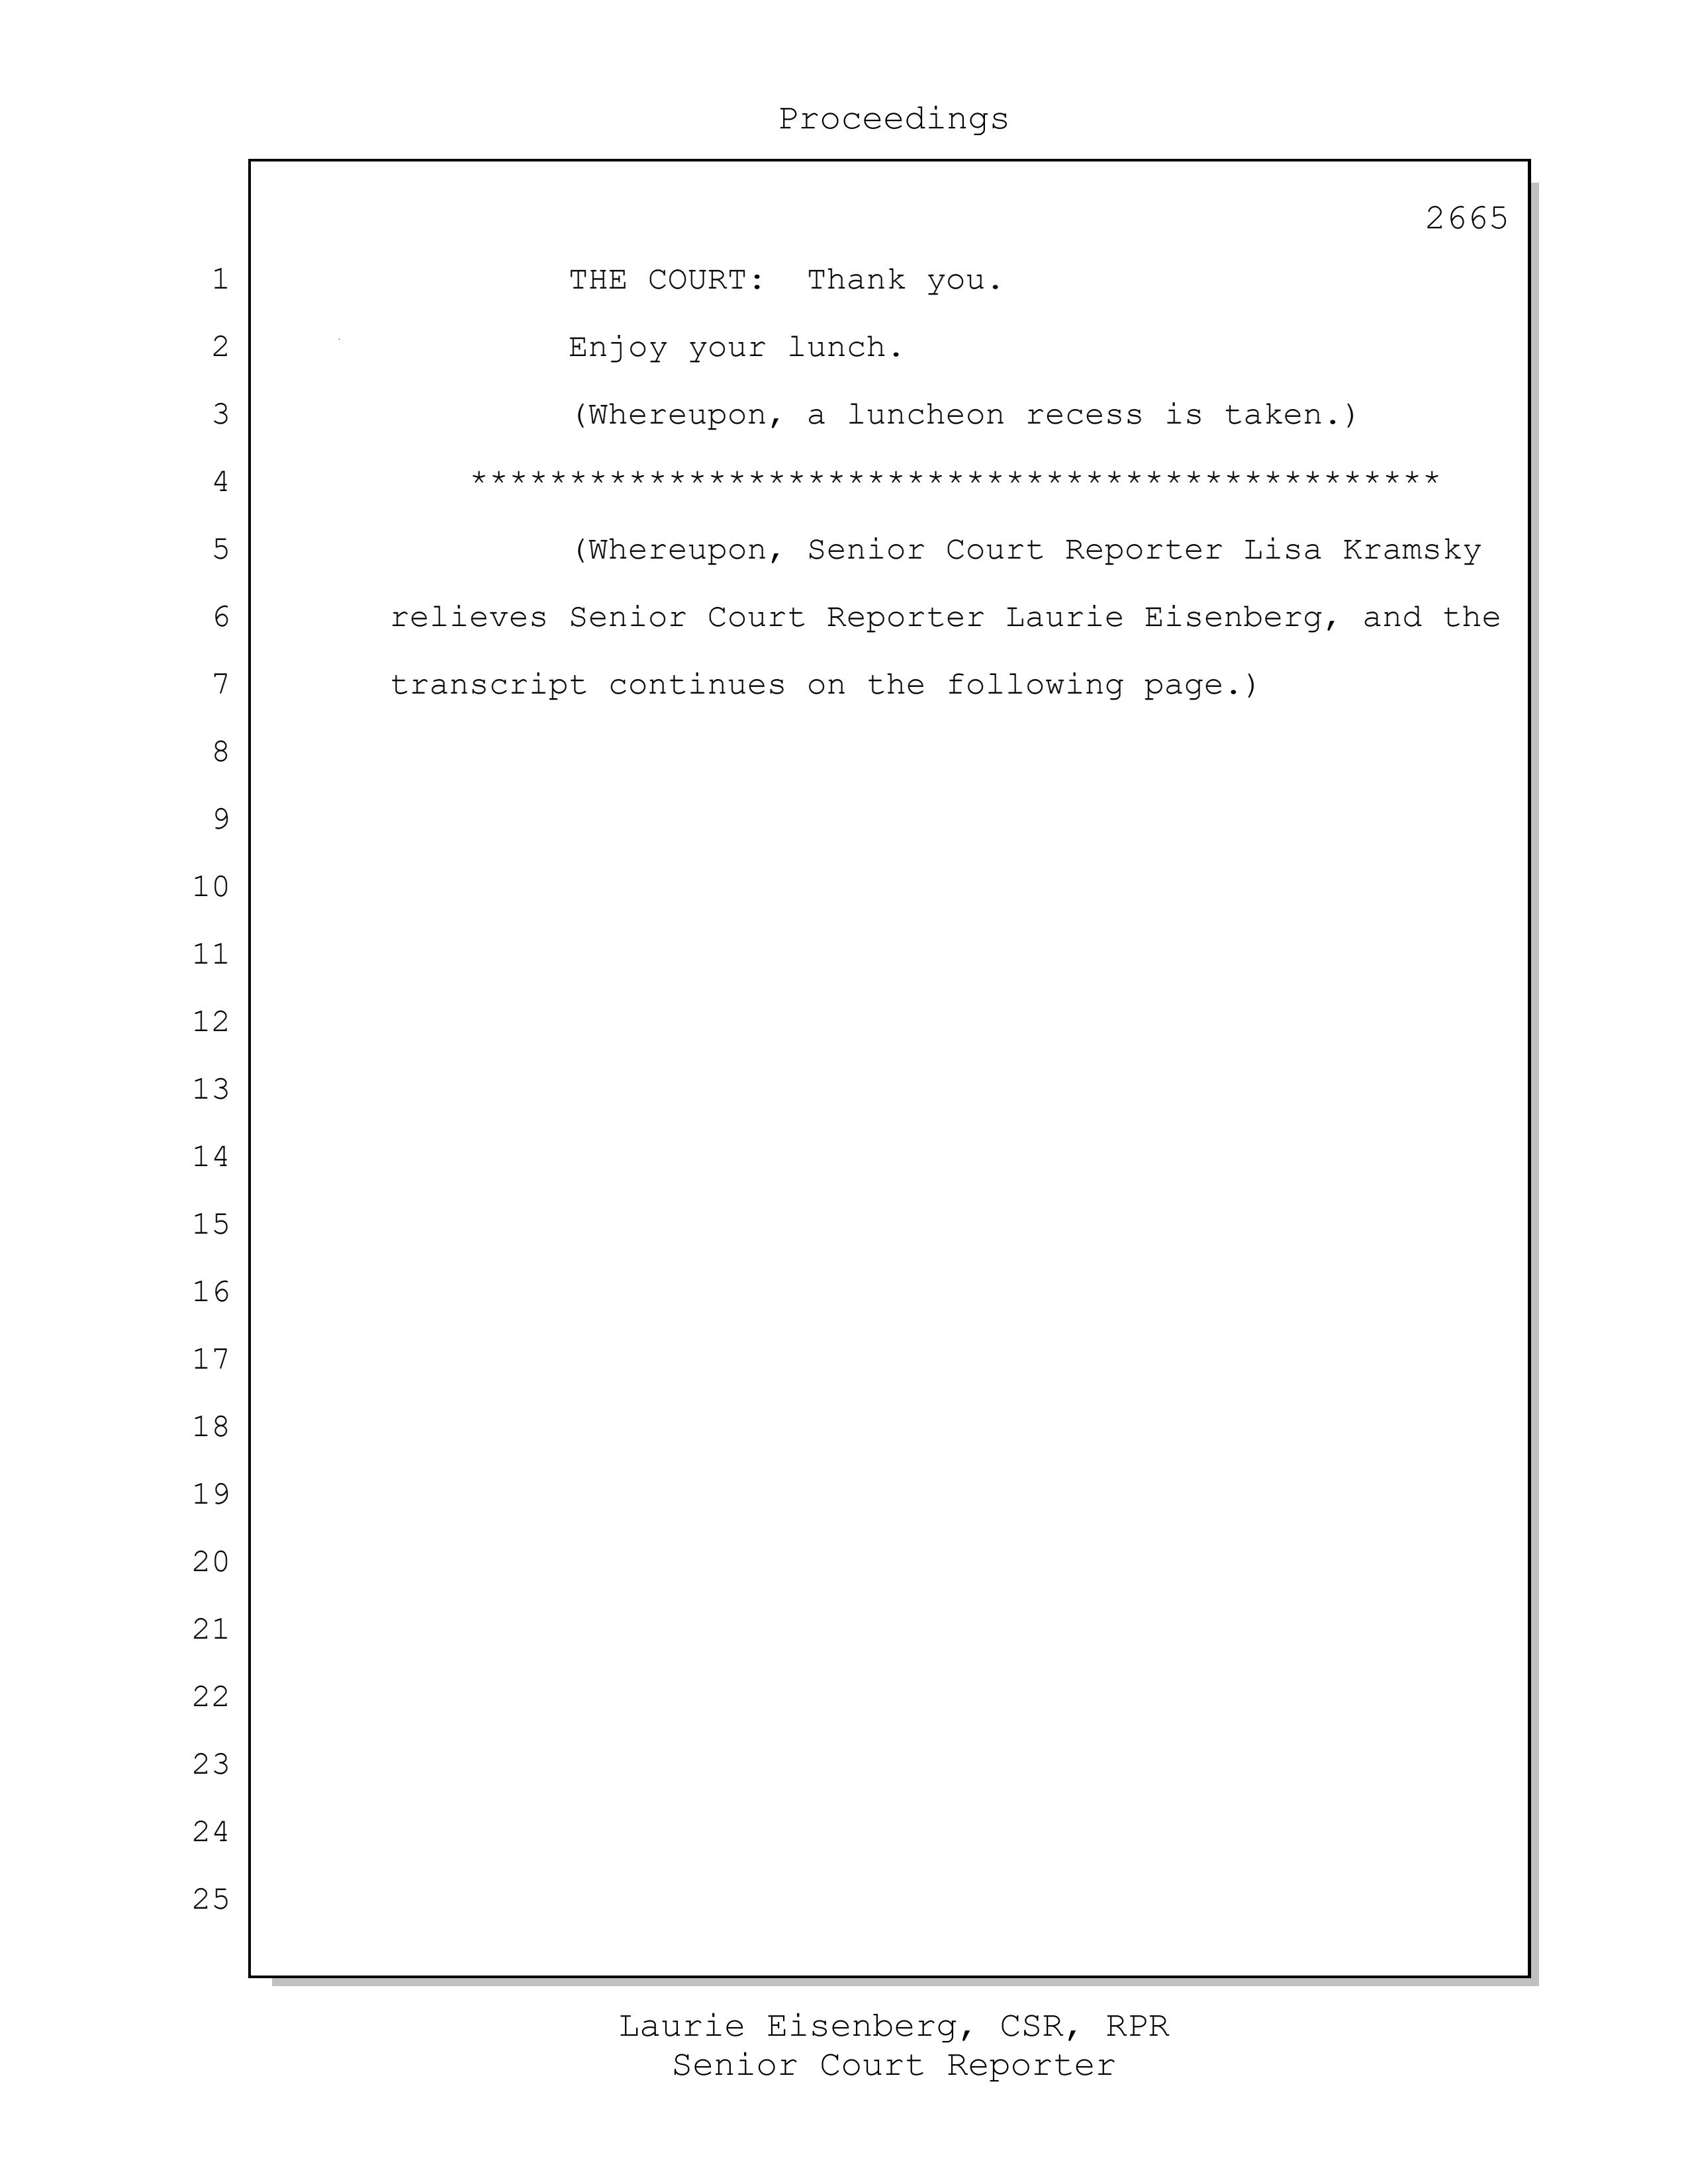 Proceedings
2665
1 THE COURT:  Thank you.
2 Enjoy your lunch.
3 (Whereupon, a luncheon recess is taken.)
4 *************************************************
5 (Whereupon, Senior Court Reporter Lisa Kramsky
6 relieves Senior Court Reporter Laurie Eisenberg, and the
7 transcript continues on the following page.)
8
9
10
11
12
13
14
15
16
17
18
19
20
21
22
23
24
25
Laurie Eisenberg, CSR, RPR
Senior Court Reporter